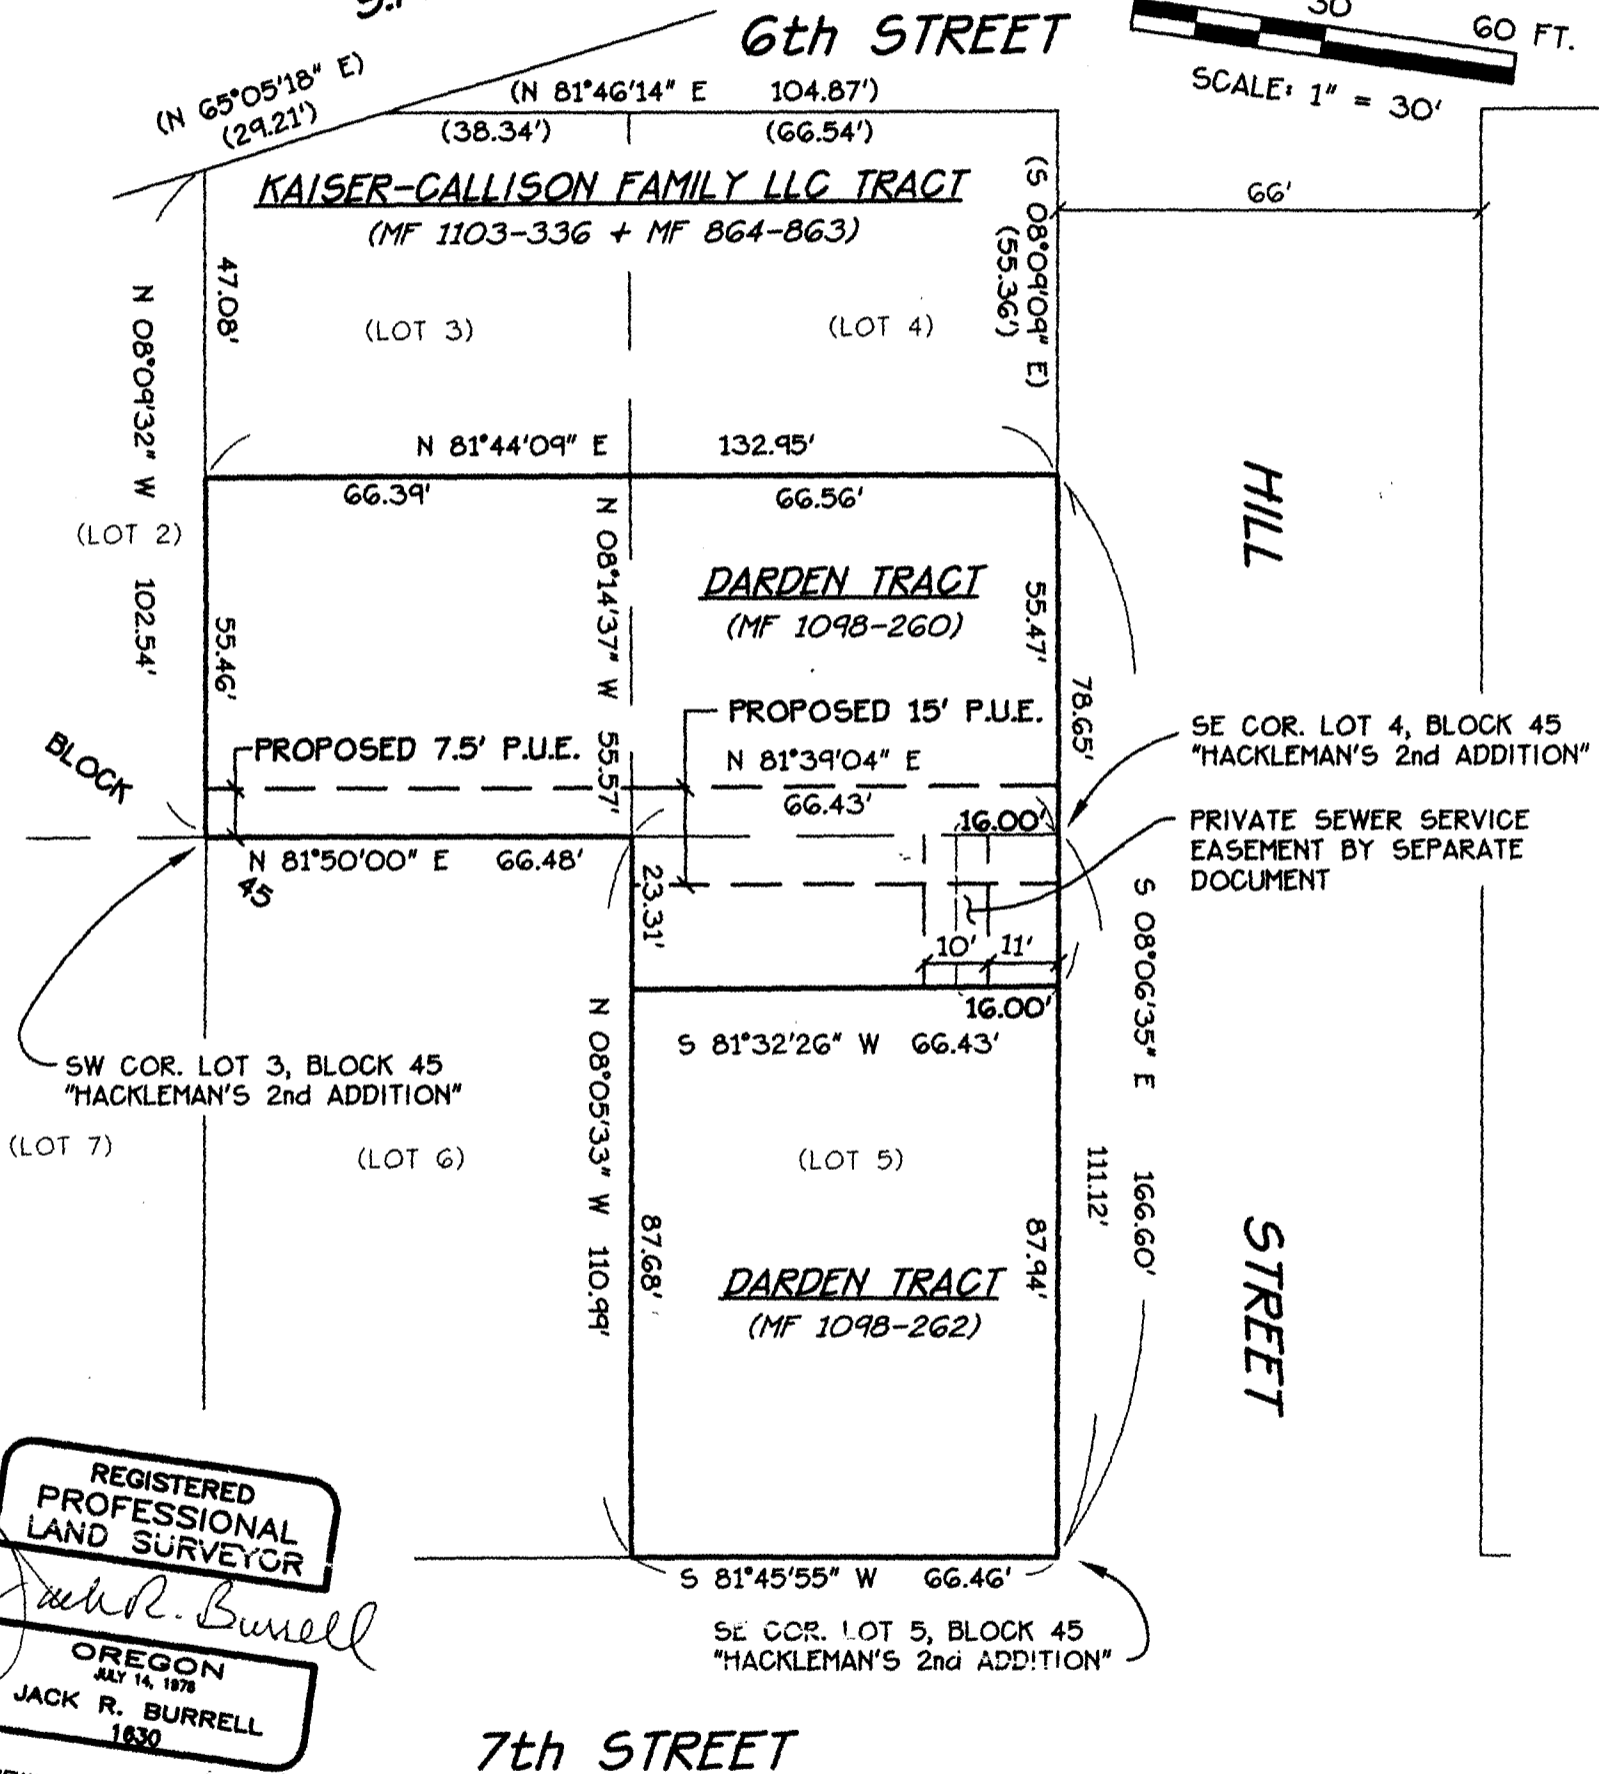 6th STREET
30
60 FT.
SCALE: 1" = 30'
(N 65°05'18" E)
(29.21')
(N 81°46'14" E 104.87')
(38.34')
(66.54')
KAISER-CALLISON FAMILY LLC TRACT
(MF 1103-336 + MF 864-863)
(S 08°09'09" E)
(55.36')
66'
47.08'
N 08°09'32" W 102.54'
(LOT 3)
(LOT 4)
N 81°44'09" E 132.95'
66.39'
66.56'
(LOT 2)
HILL
STREET
N 08°14'37" W 55.57'
DARDEN TRACT
(MF 1098-260)
55.47'
55.46'
78.65'
PROPOSED 15' P.U.E.
PROPOSED 7.5' P.U.E.
N 81°39'04" E
66.43'
BLOCK
45
SE COR. LOT 4, BLOCK 45
"HACKLEMAN'S 2nd ADDITION"
16.00'
PRIVATE SEWER SERVICE
EASEMENT BY SEPARATE
DOCUMENT
N 81°50'00" E 66.48'
23.31'
10'
11'
16.00'
S 81°32'26" W 66.43'
S 08°06'35" E 166.60'
N 08°05'33" W 110.99'
SW COR. LOT 3, BLOCK 45
"HACKLEMAN'S 2nd ADDITION"
(LOT 7)
(LOT 6)
(LOT 5)
111.12'
87.68'
87.94'
DARDEN TRACT
(MF 1098-262)
S 81°45'55" W 66.46'
SE COR. LOT 5, BLOCK 45
"HACKLEMAN'S 2nd ADDITION"
REGISTERED
PROFESSIONAL
LAND SURVEYOR
Jack R. Burrell
OREGON
JULY 14, 1978
JACK R. BURRELL
1630
7th STREET